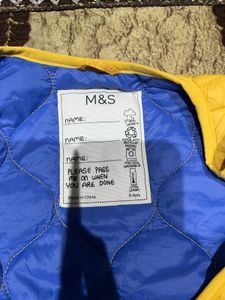 M&S
NAME:
NAME:
NAME:
PLEASE PASS
ME ON WHEN
YOU ARE DONE
Made in China